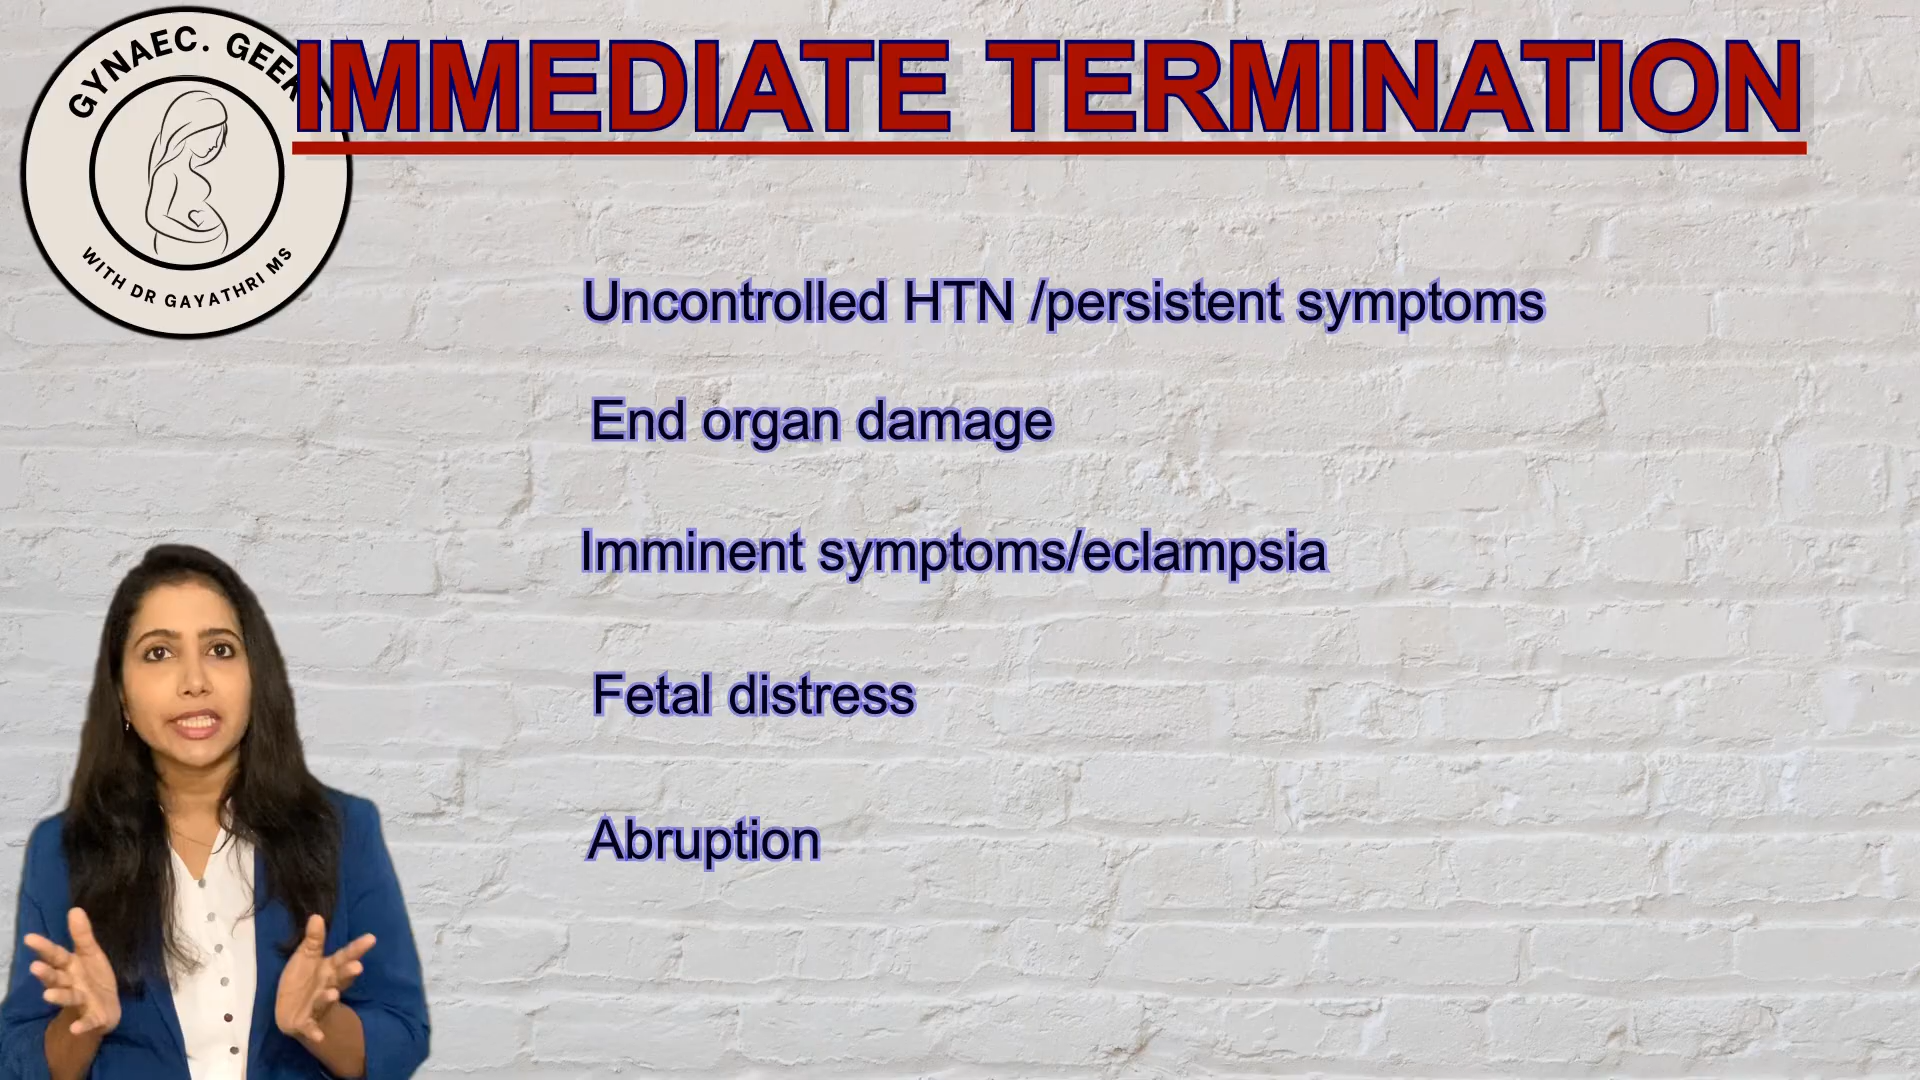 GYNAEC. GEEK
WITH DR GAYATHRI MS
IMMEDIATE TERMINATION
Uncontrolled HTN /persistent symptoms
End organ damage
Imminent symptoms/eclampsia
Fetal distress
Abruption